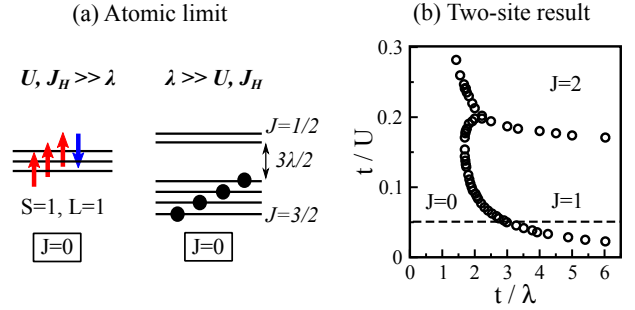 (a) Atomic limit
U, J_H >> λ
λ >> U, J_H
J=1/2
3λ/2
J=3/2
S=1, L=1
J=0
J=0
(b) Two-site result
t / U
0.3
0.2
0.1
0
J=2
J=0
J=1
0 1 2 3 4 5 6
t / λ